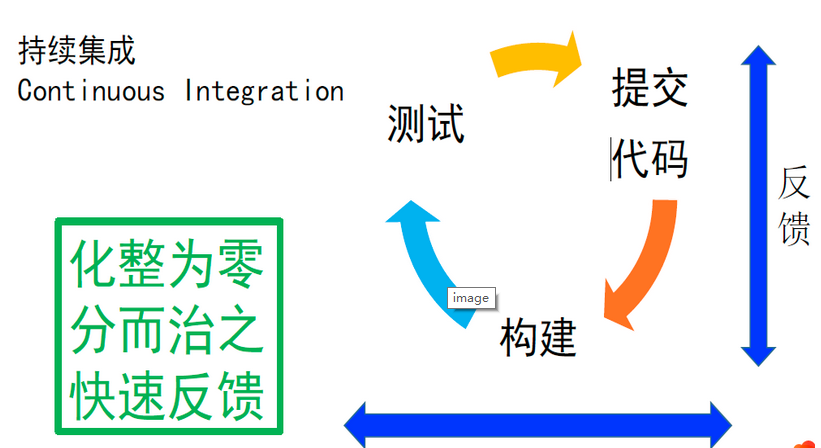 持续集成
Continuous Integration
测试
提交
代码
构建
image
反
馈
化整为零
分而治之
快速反馈